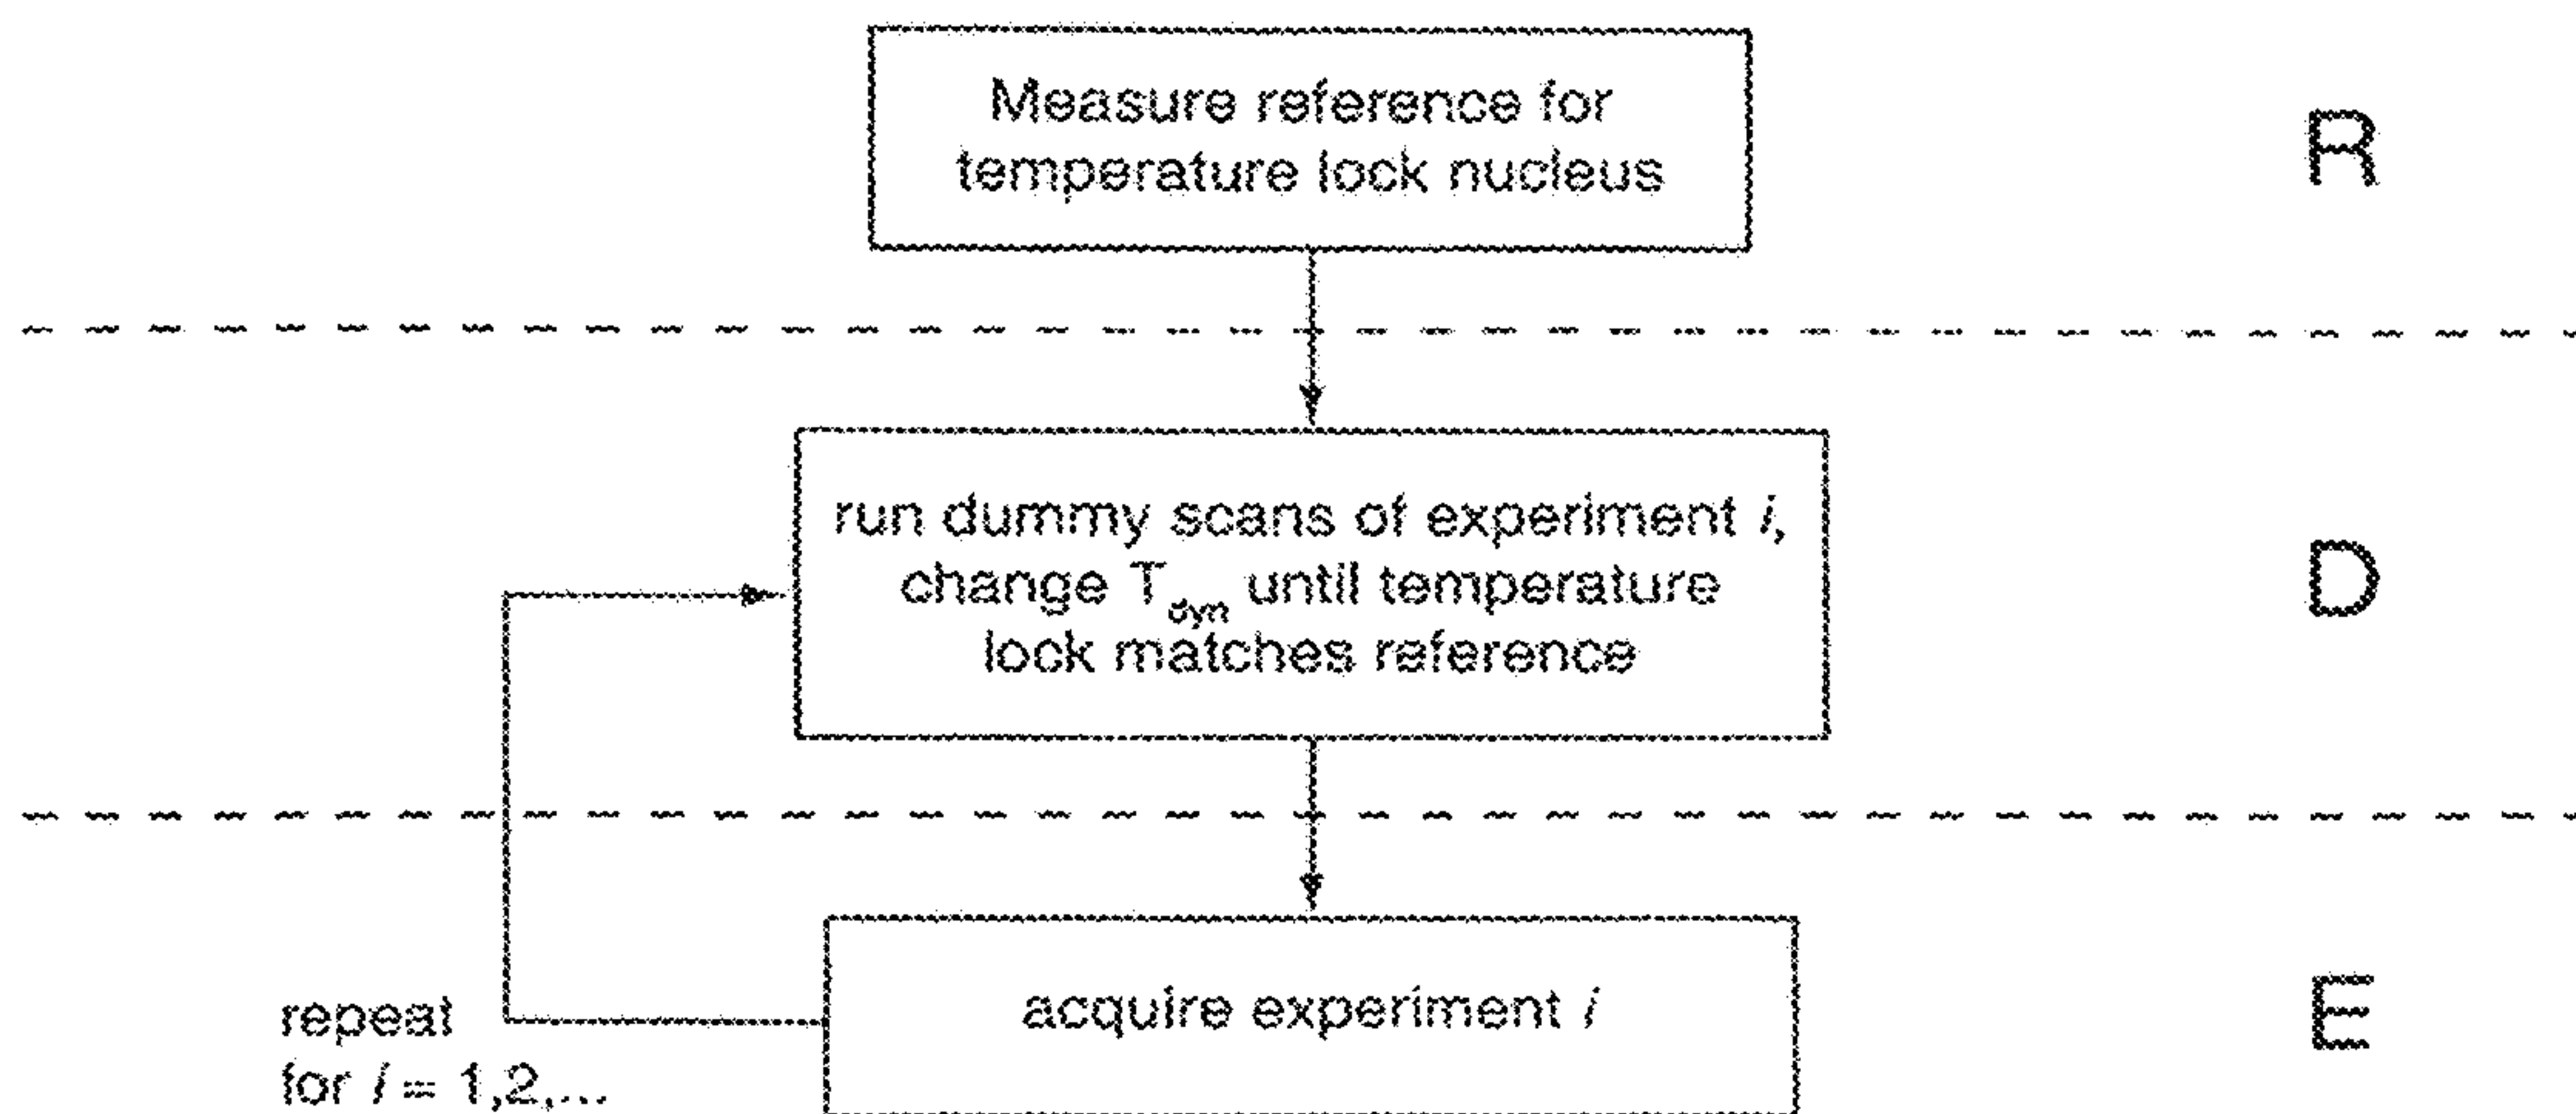 Measure reference for
temperature lock nucleus
R
run dummy scans of experiment i,
change Tdyn until temperature
lock matches reference
D
acquire experiment i
E
repeat
for i = 1,2,...